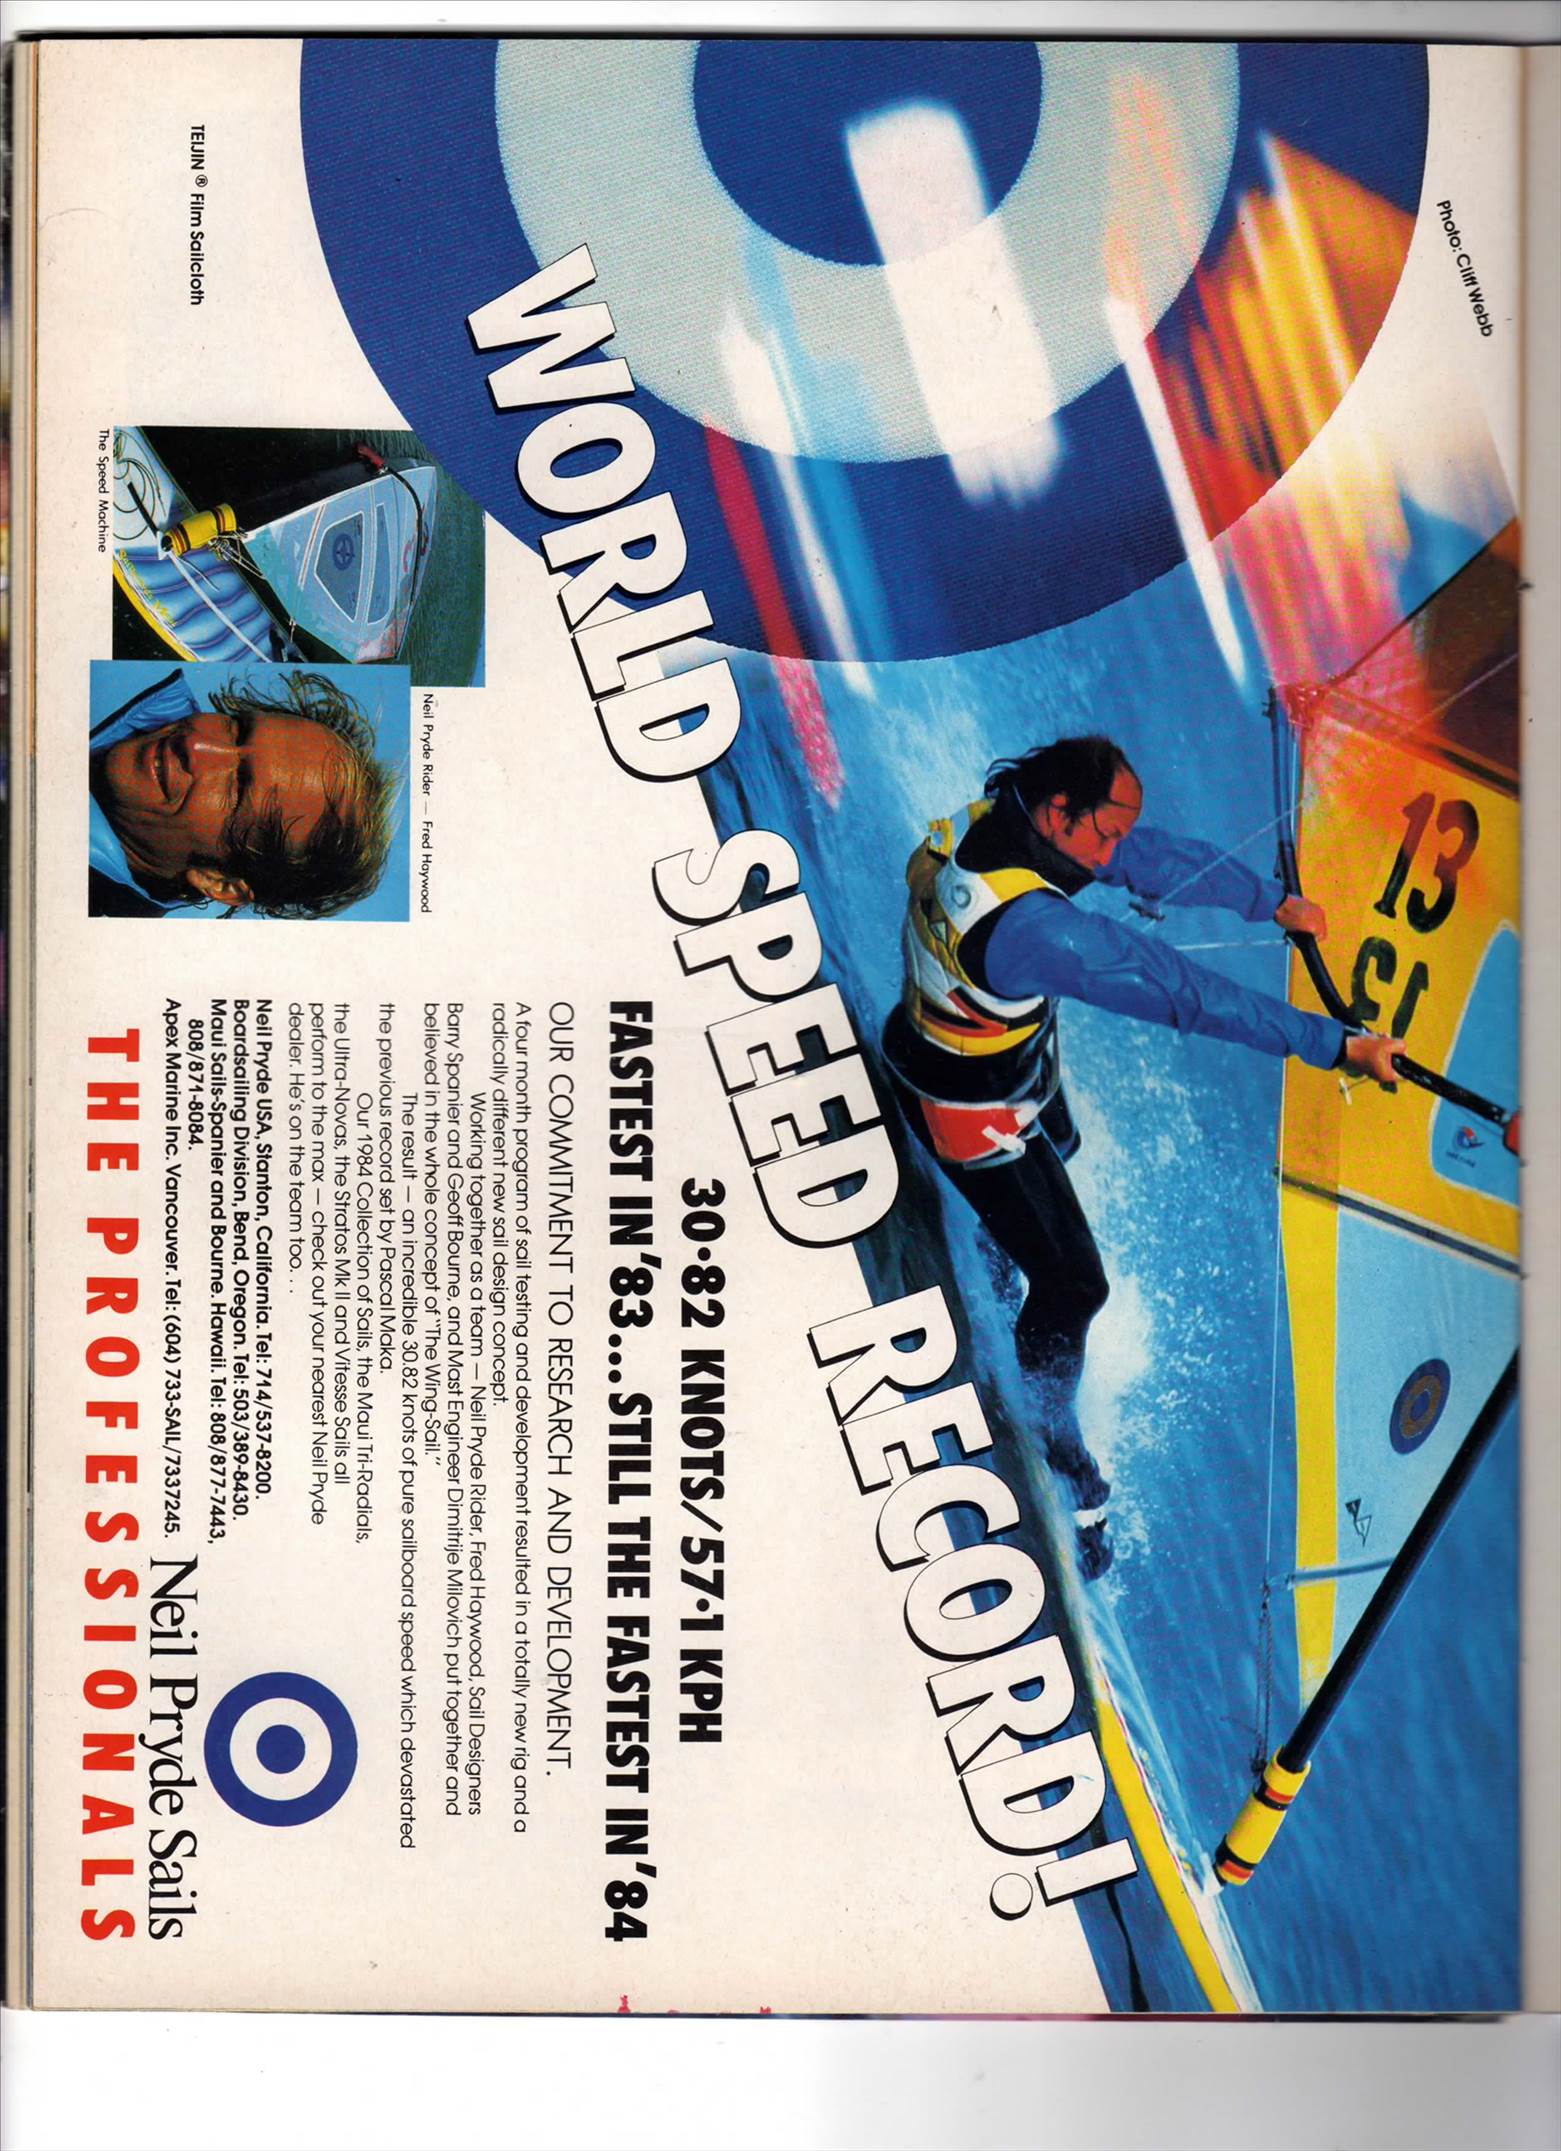 Photo: Cliff Webb
13
13
WORLD SPEED RECORD!
30·82 KNOTS/57·1 KPH
FASTEST IN '83...STILL THE FASTEST IN '84
OUR COMMITMENT TO RESEARCH AND DEVELOPMENT.
A four month program of sail testing and development resulted in a totally new rig and a
radically different new sail design concept.
Working together as a team — Neil Pryde Rider, Fred Haywood, Sail Designers
Barry Spanier and Geoff Bourne, and Mast Engineer Dimitrije Milovich put together and
believed in the whole concept of "The Wing-Sail."
The result — an incredible 30.82 knots of pure sailboard speed which devastated
the previous record set by Pascal Maka.
Our 1984 Collection of Sails, the Maui Tri-Radials,
the Ultra-Novas, the Stratos Mk II and Vitesse Sails all
perform to the max — check out your nearest Neil Pryde
dealer. He's on the team too. . .
Neil Pryde USA, Stanton, California. Tel: 714/537-8200.
Boardsailing Division, Bend, Oregon. Tel: 503/389-8430.
Maui Sails-Spanier and Bourne. Hawaii. Tel: 808/877-7443,
808/871-8084.
Apex Marine Inc. Vancouver. Tel: (604) 733-SAIL/7337245.
Neil Pryde Rider — Fred Haywood
The Speed Machine
TEIJIN ® Film Sailcloth
Neil Pryde Sails
THE PROFESSIONALS